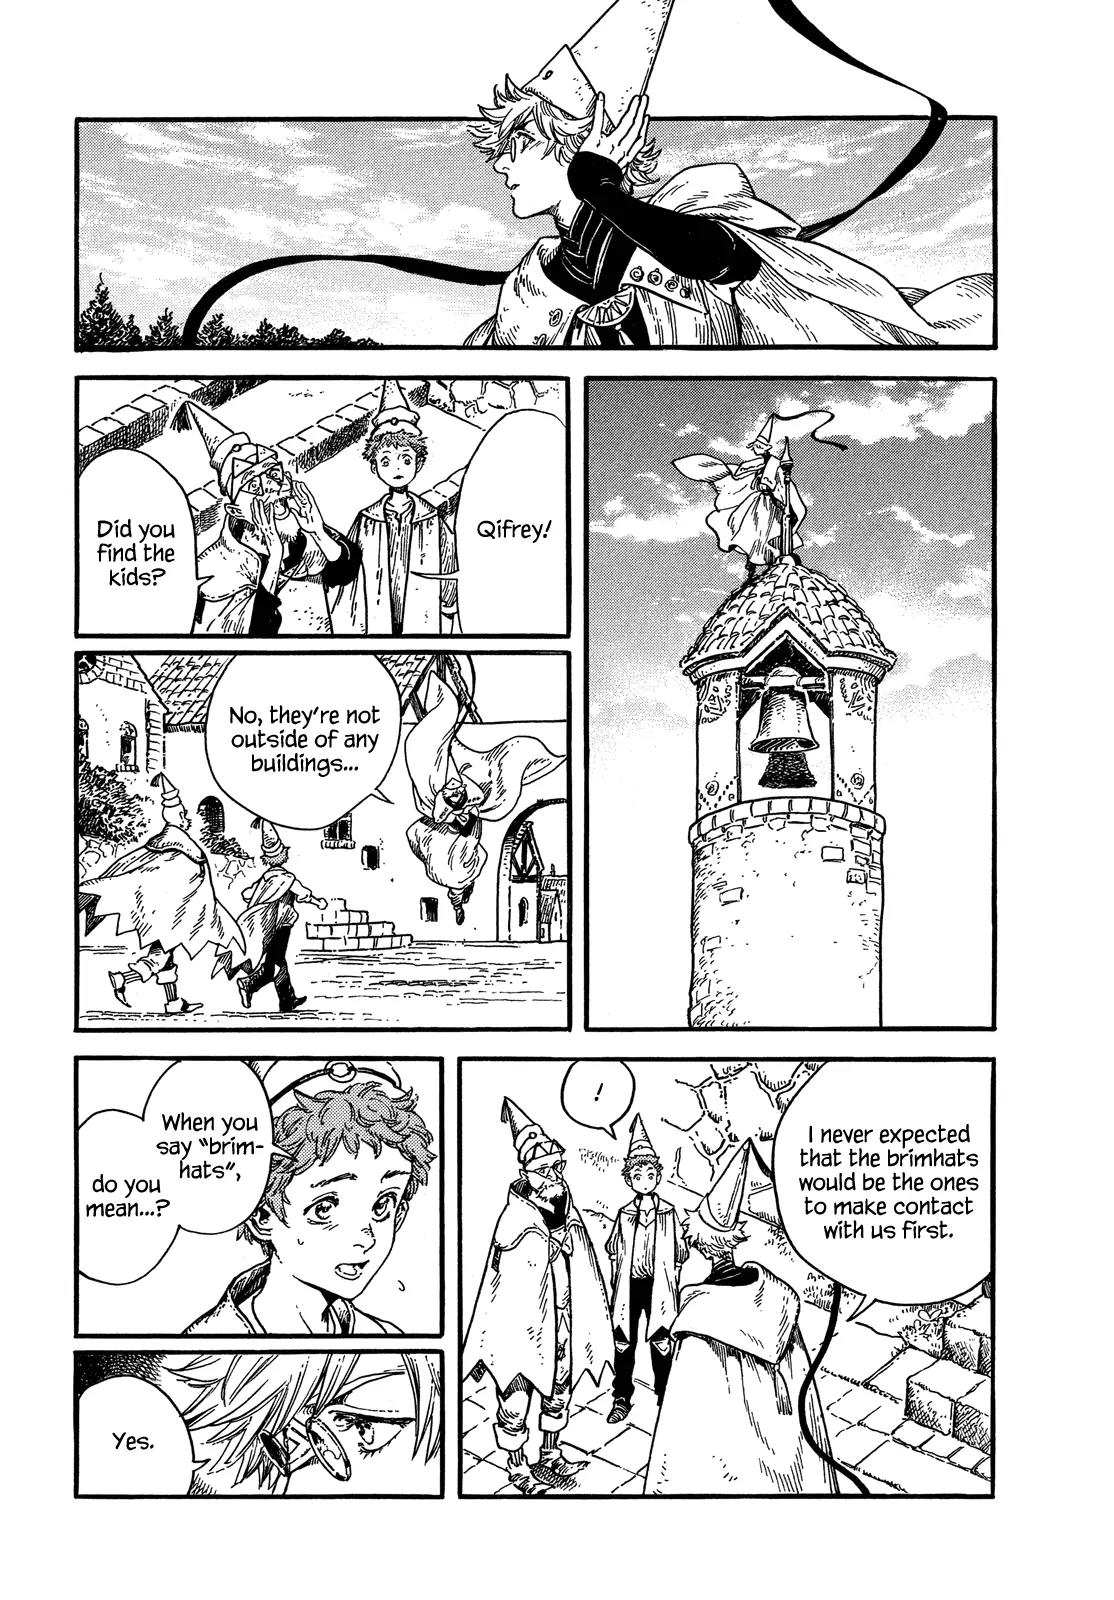 Qifrey!
Did you
find the
kids?
No, they're not
outside of any
buildings...
!
I never expected
that the brimhats
would be the ones
to make contact
with us first.
When you
say "brim-
hats",
do you
mean...?
Yes.